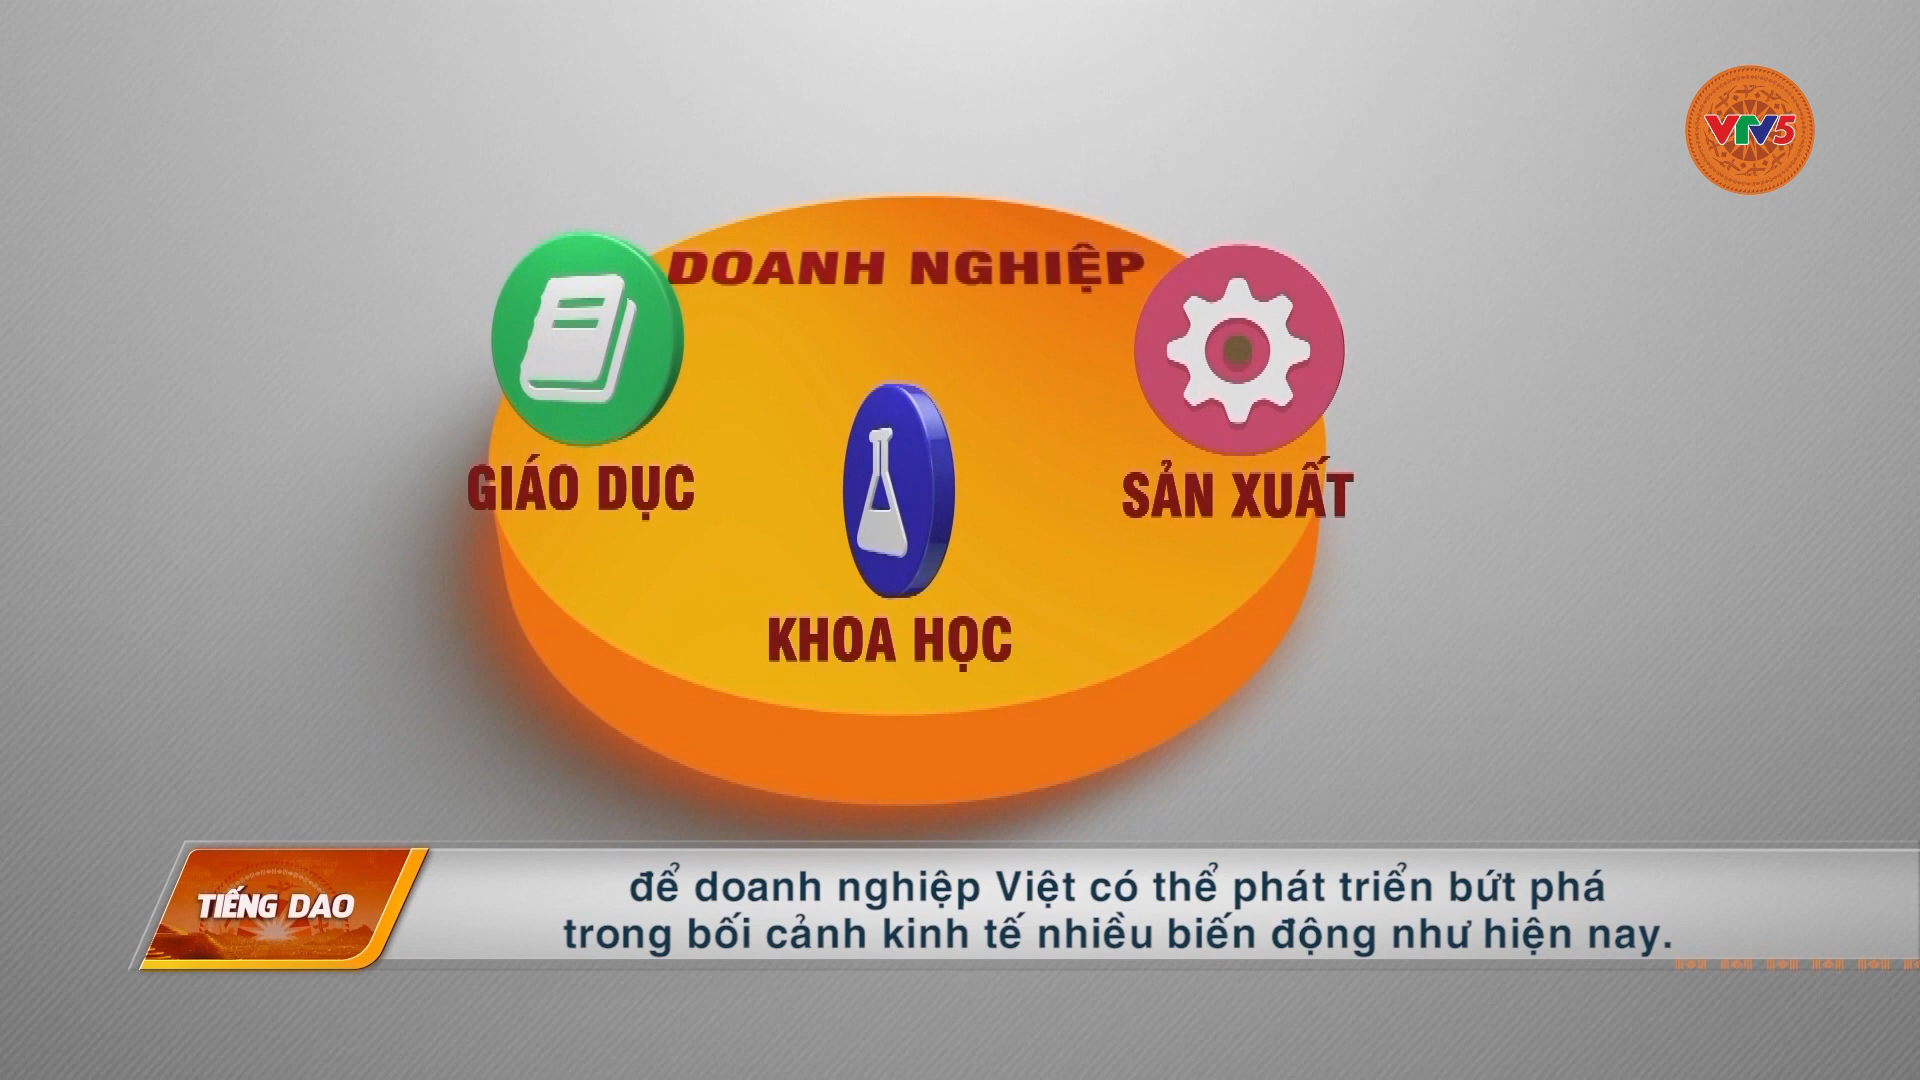 VTV5
DOANH NGHIỆP
GIÁO DỤC
SẢN XUẤT
KHOA HỌC
TIẾNG DAO
để doanh nghiệp Việt có thể phát triển bứt phá
trong bối cảnh kinh tế nhiều biến động như hiện nay.